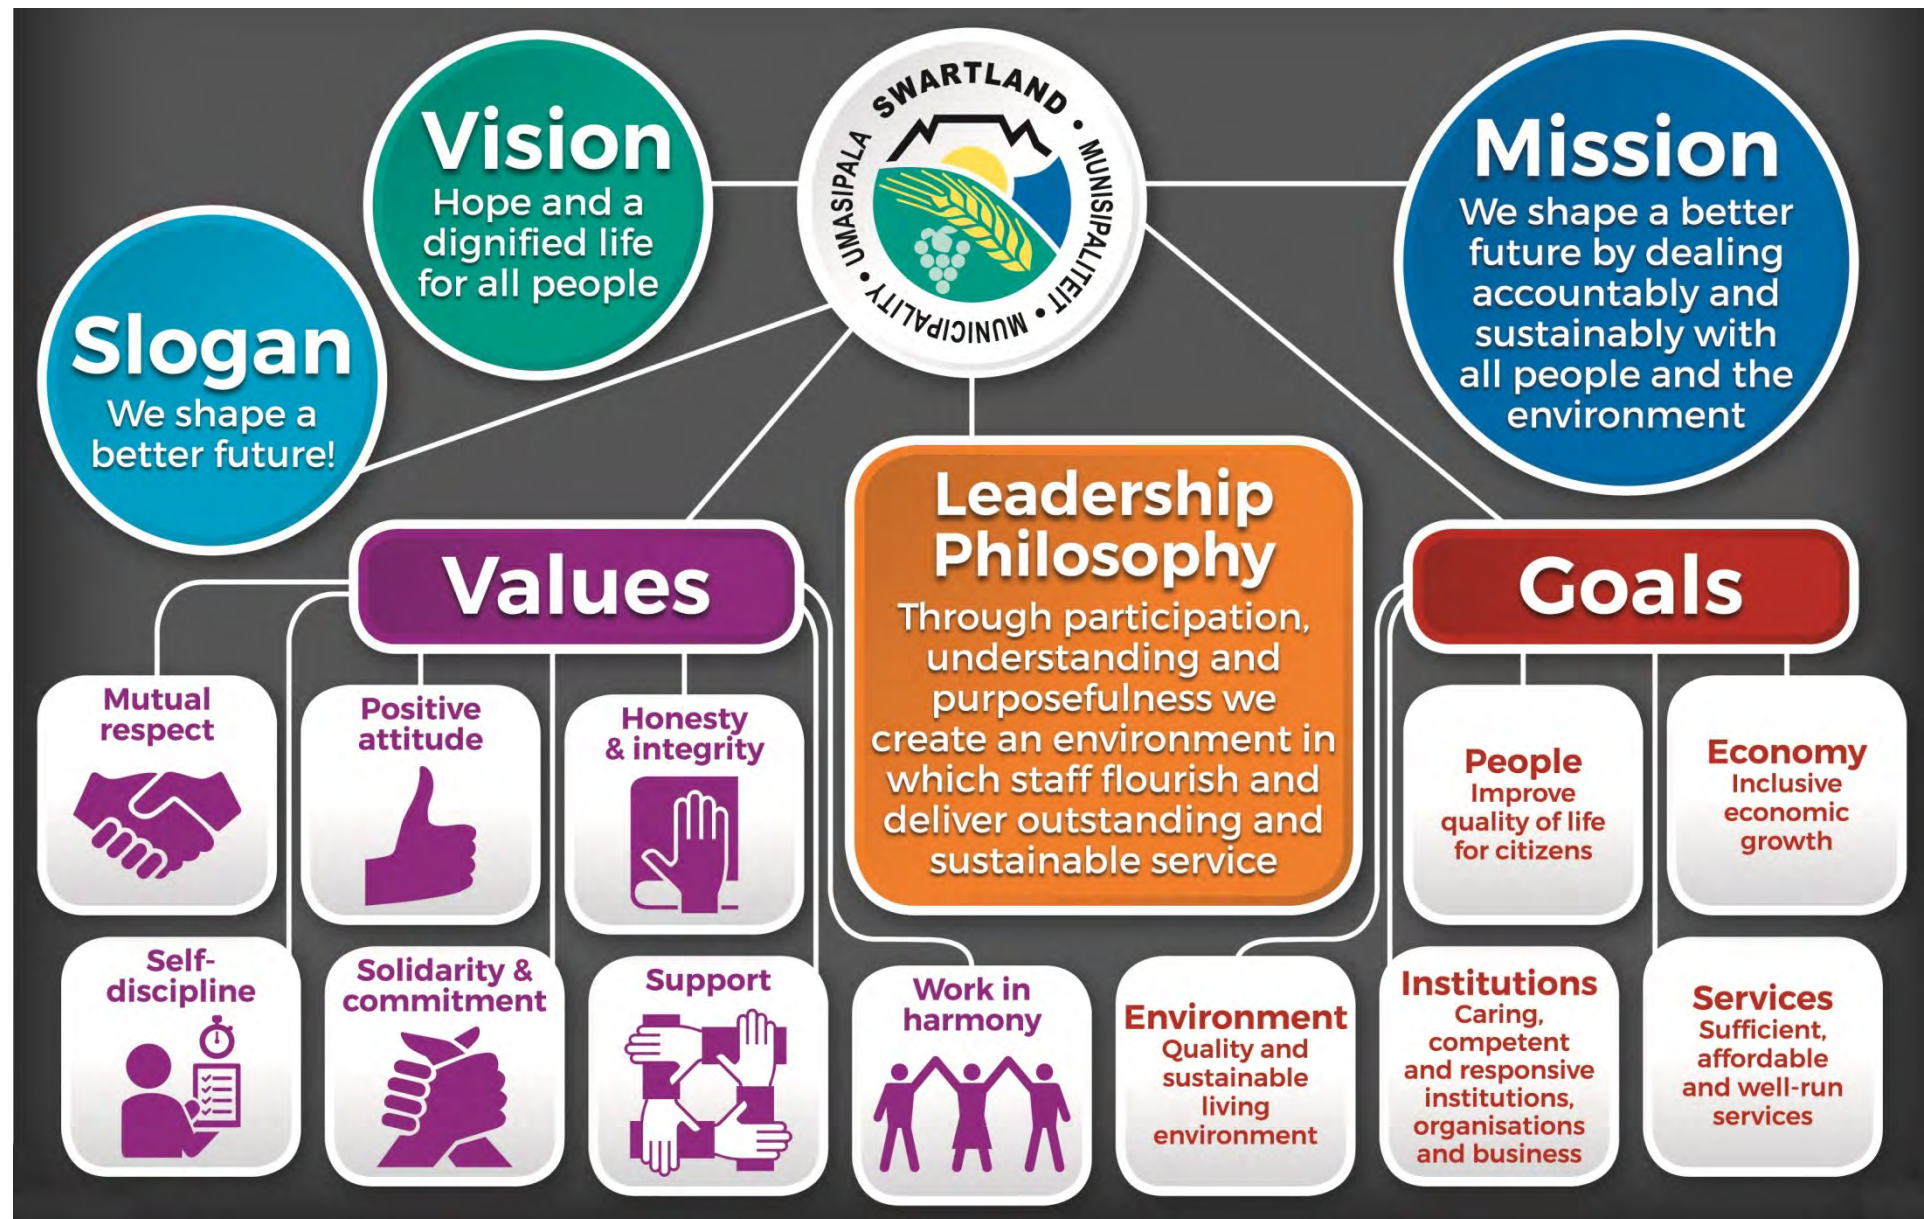 Vision
Hope and a
dignified life
for all people
SWARTLAND
• MUNISIPALITEIT
• MUNICIPALITY
• UMASIPALA
Mission
We shape a better
future by dealing
accountably and
sustainably with
all people and the
environment
Slogan
We shape a
better future!
Values
Leadership
Philosophy
Through participation,
understanding and
purposefulness we
create an environment in
which staff flourish and
deliver outstanding and
sustainable service
Goals
Mutual
respect
Positive
attitude
Honesty
& integrity
People
Improve
quality of life
for citizens
Economy
Inclusive
economic
growth
Self-
discipline
Solidarity &
commitment
Support
Work in
harmony
Environment
Quality and
sustainable
living
environment
Institutions
Caring,
competent
and responsive
institutions,
organisations
and business
Services
Sufficient,
affordable
and well-run
services